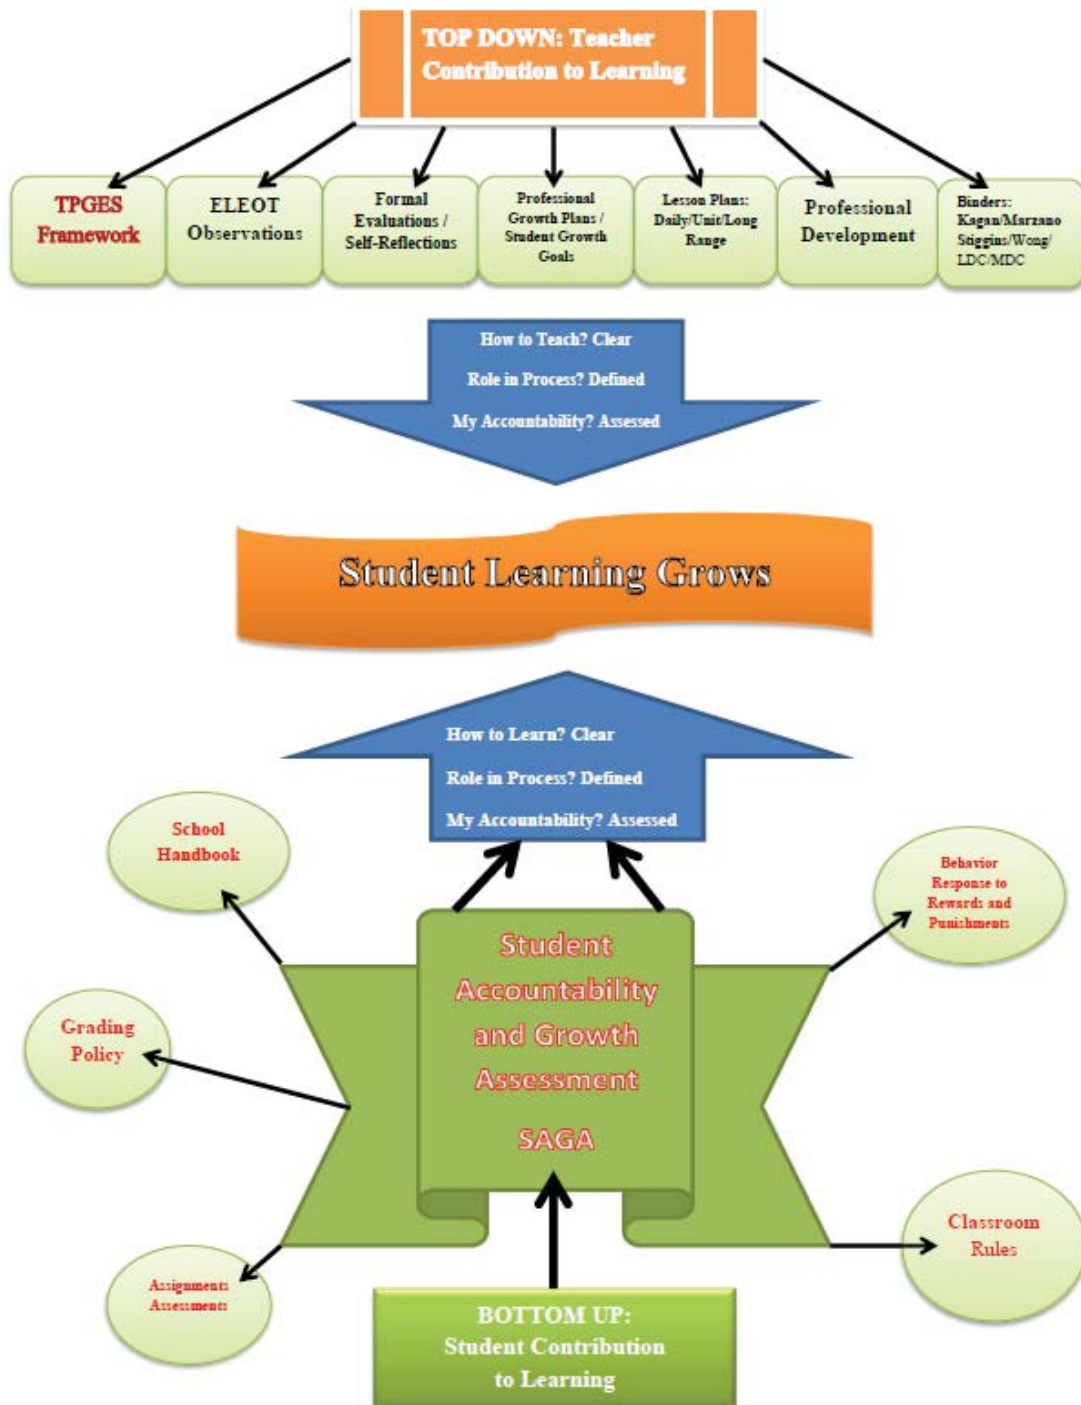 TOP DOWN: Teacher
Contribution to Learning
TPGES
Framework
ELEOT
Observations
Formal
Evaluations /
Self-Reflections
Professional
Growth Plans /
Student Growth
Goals
Lesson Plans:
Daily/Unit/Long
Range
Professional
Development
Binders:
Kagan/Marzano
Stiggins/Wong/
LDC/MDC
How to Teach? Clear
Role in Process? Defined
My Accountability? Assessed
Student Learning Grows
How to Learn? Clear
Role in Process? Defined
My Accountability? Assessed
School
Handbook
Behavior
Response to
Rewards and
Punishments
Grading
Policy
Student
Accountability
and Growth
Assessment
SAGA
Classroom
Rules
Assignments
Assessments
BOTTOM UP:
Student Contribution
to Learning